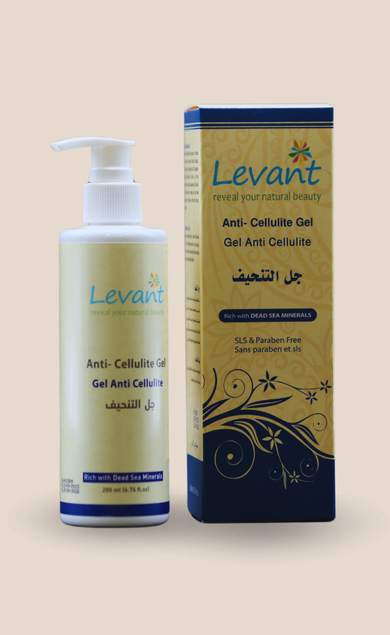 Levant
reveal your natural beauty
Anti- Cellulite Gel
Gel Anti Cellulite
جل التنحيف
Rich with Dead Sea Minerals
200 ml (6.76 fl.oz)
Levant
reveal your natural beauty
Anti- Cellulite Gel
Gel Anti Cellulite
جل التنحيف
Rich with DEAD SEA MINERALS
SLS & Paraben Free
Sans paraben et sls